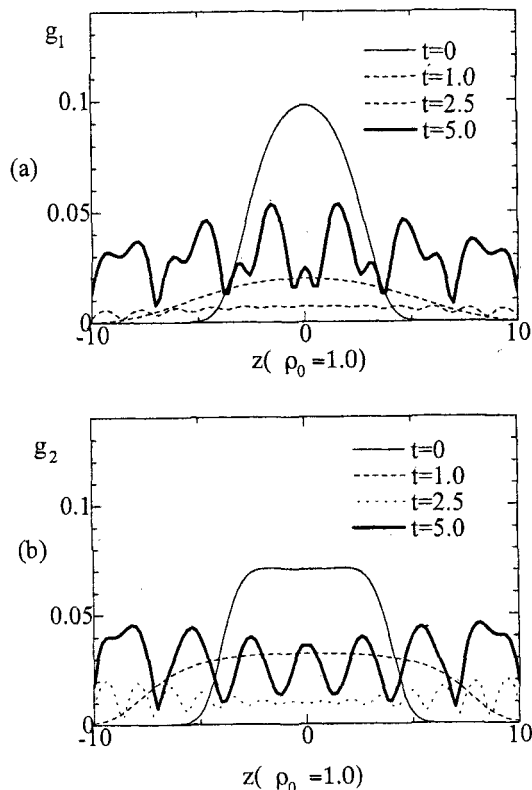 g1
t=0
t=1.0
t=2.5
t=5.0
0.1
(a)
0.05
0
-10
0
10
z( ρ0 =1.0)
g2
t=0
t=1.0
t=2.5
t=5.0
0.1
(b)
0.05
0
-10
0
10
z( ρ0 =1.0)